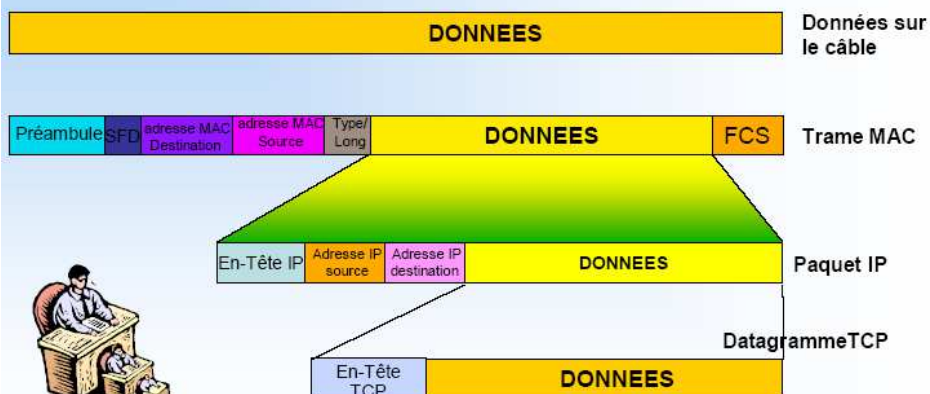 DONNEES
Données sur
le câble
Préambule
SFD
adresse MAC
Destination
adresse MAC
Source
Type/
Long
DONNEES
FCS
Trame MAC
En-Tête IP
Adresse IP
source
Adresse IP
destination
DONNEES
Paquet IP
DatagrammeTCP
En-Tête
TCP
DONNEES